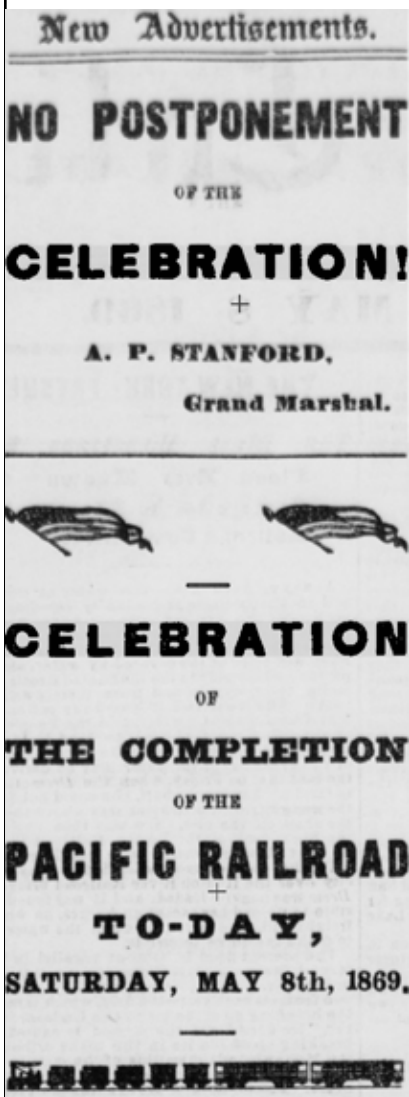 New Advertisements.
NO POSTPONEMENT
OF THE
CELEBRATION!
A. P. STANFORD,
Grand Marshal.
CELEBRATION
OF
THE COMPLETION
OF THE
PACIFIC RAILROAD
TO-DAY,
SATURDAY, MAY 8th, 1869.